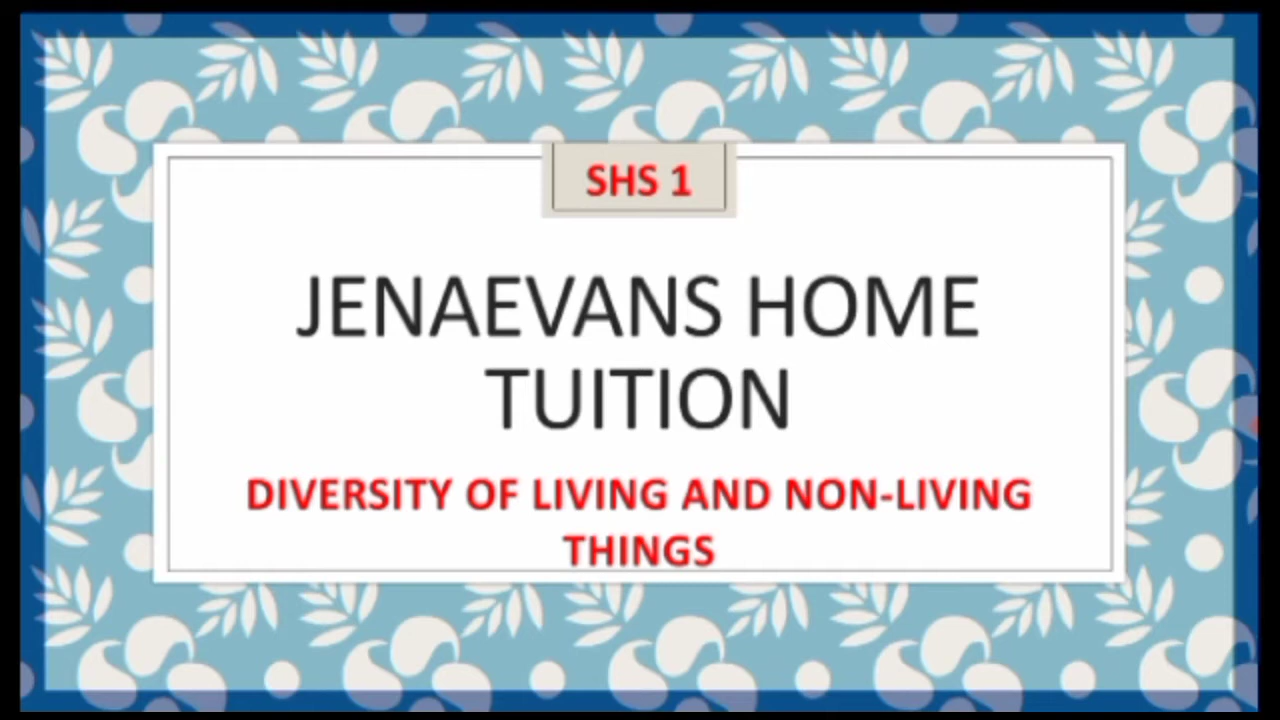 SHS 1
JENAEVANS HOME
TUITION
DIVERSITY OF LIVING AND NON-LIVING
THINGS